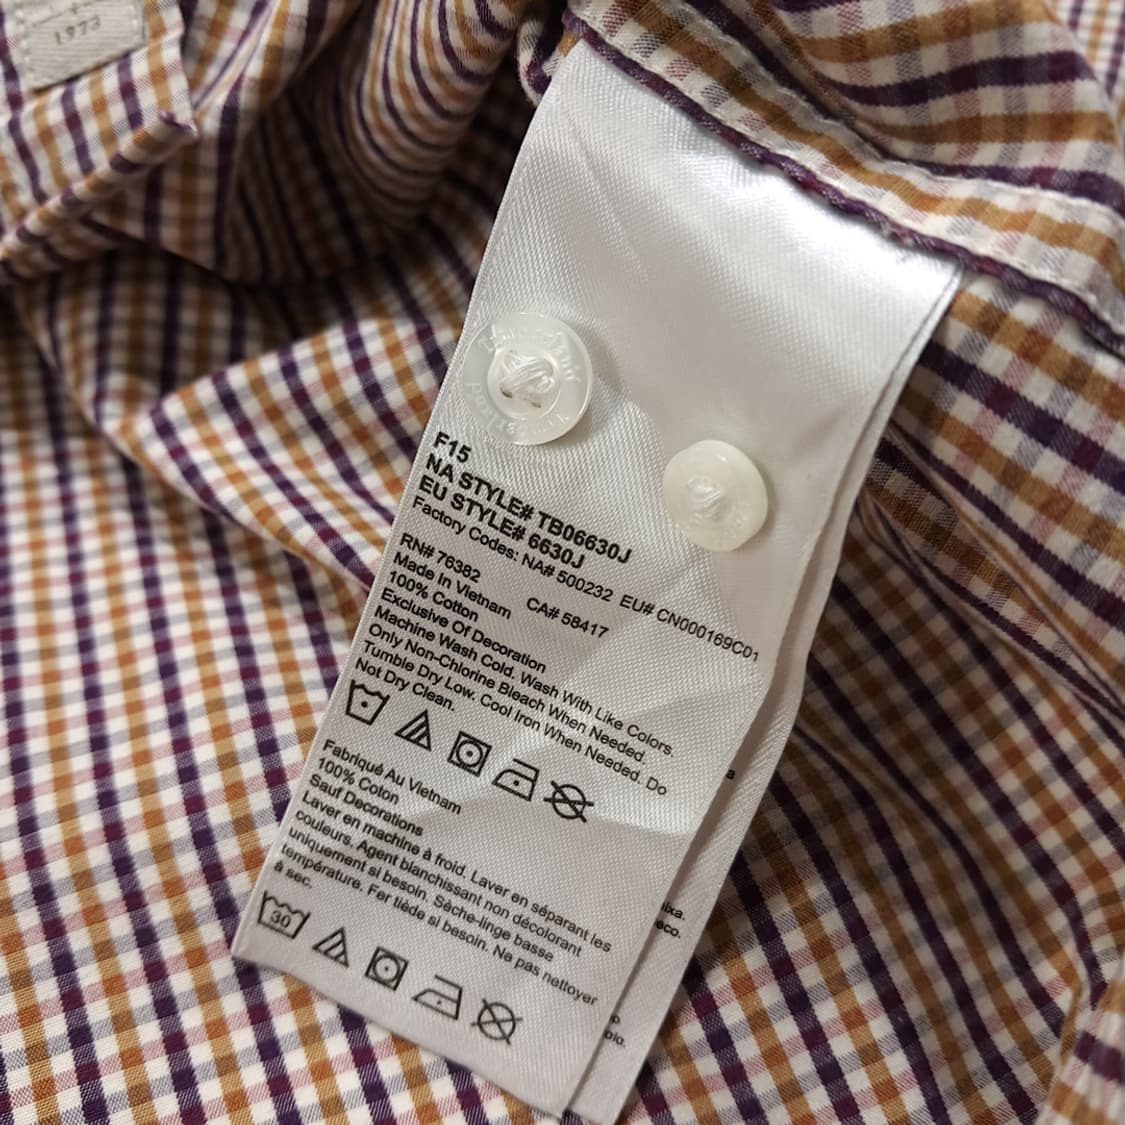 1973
F15
NA STYLE# TB06630J
EU STYLE# 6630J
Factory Codes: NA# 500232 EU# CN000169C01
RN# 76382 CA# 58417
Made In Vietnam
100% Cotton
Exclusive Of Decoration
Machine Wash Cold. Wash With Like Colors.
Only Non-Chlorine Bleach When Needed.
Tumble Dry Low. Cool Iron When Needed. Do
Not Dry Clean.
Fabriqué Au Vietnam
100% Coton
Sauf Decorations
Laver en machine à froid. Laver en séparant les
couleurs. Agent blanchissant non décolorant
uniquement si besoin. Sèche-linge basse
température. Fer tiède si besoin. Ne pas nettoyer
à sec.
30